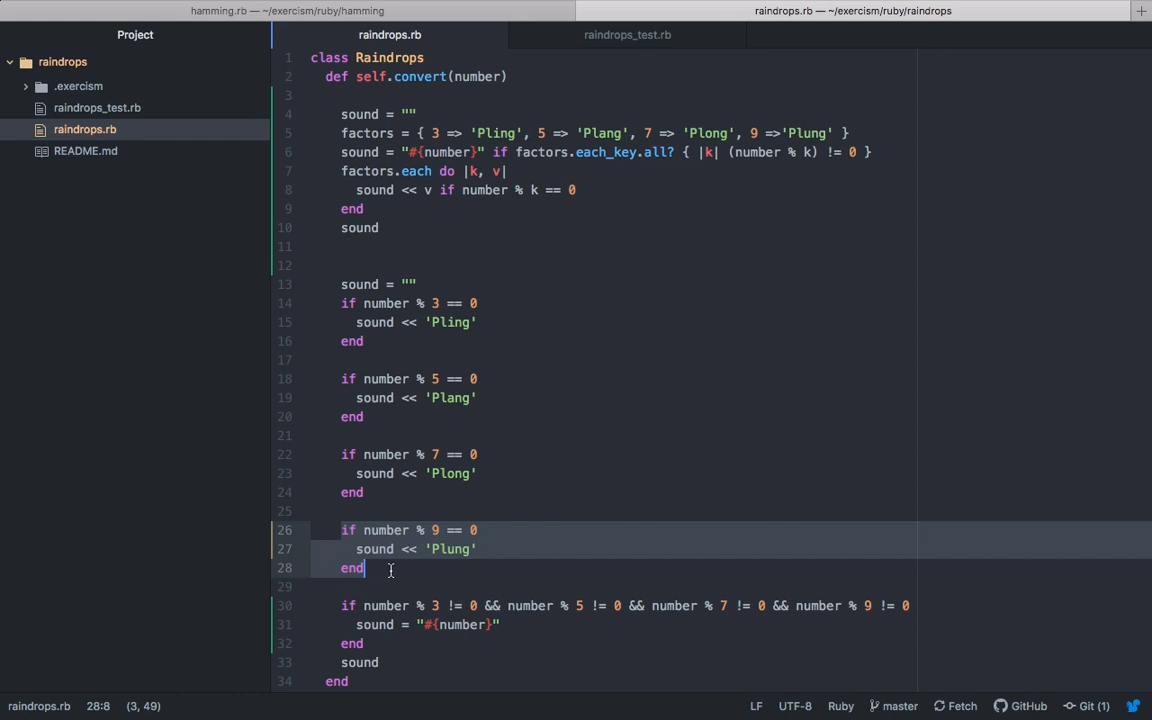 hamming.rb — ~/exercism/ruby/hamming
raindrops.rb — ~/exercism/ruby/raindrops
+
Project
raindrops.rb
raindrops_test.rb
raindrops
.exercism
raindrops_test.rb
raindrops.rb
README.md
1 class Raindrops
2 def self.convert(number)
3
4 sound = ""
5 factors = { 3 => 'Pling', 5 => 'Plang', 7 => 'Plong', 9 =>'Plung' }
6 sound = "#{number}" if factors.each_key.all? { |k| (number % k) != 0 }
7 factors.each do |k, v|
8 sound << v if number % k == 0
9 end
10 sound
11
12
13 sound = ""
14 if number % 3 == 0
15 sound << 'Pling'
16 end
17
18 if number % 5 == 0
19 sound << 'Plang'
20 end
21
22 if number % 7 == 0
23 sound << 'Plong'
24 end
25
26 if number % 9 == 0
27 sound << 'Plung'
28 end
29
30 if number % 3 != 0 && number % 5 != 0 && number % 7 != 0 && number % 9 != 0
31 sound = "#{number}"
32 end
33 sound
34 end
raindrops.rb 28:8 (3, 49) LF UTF-8 Ruby master Fetch GitHub Git (1)